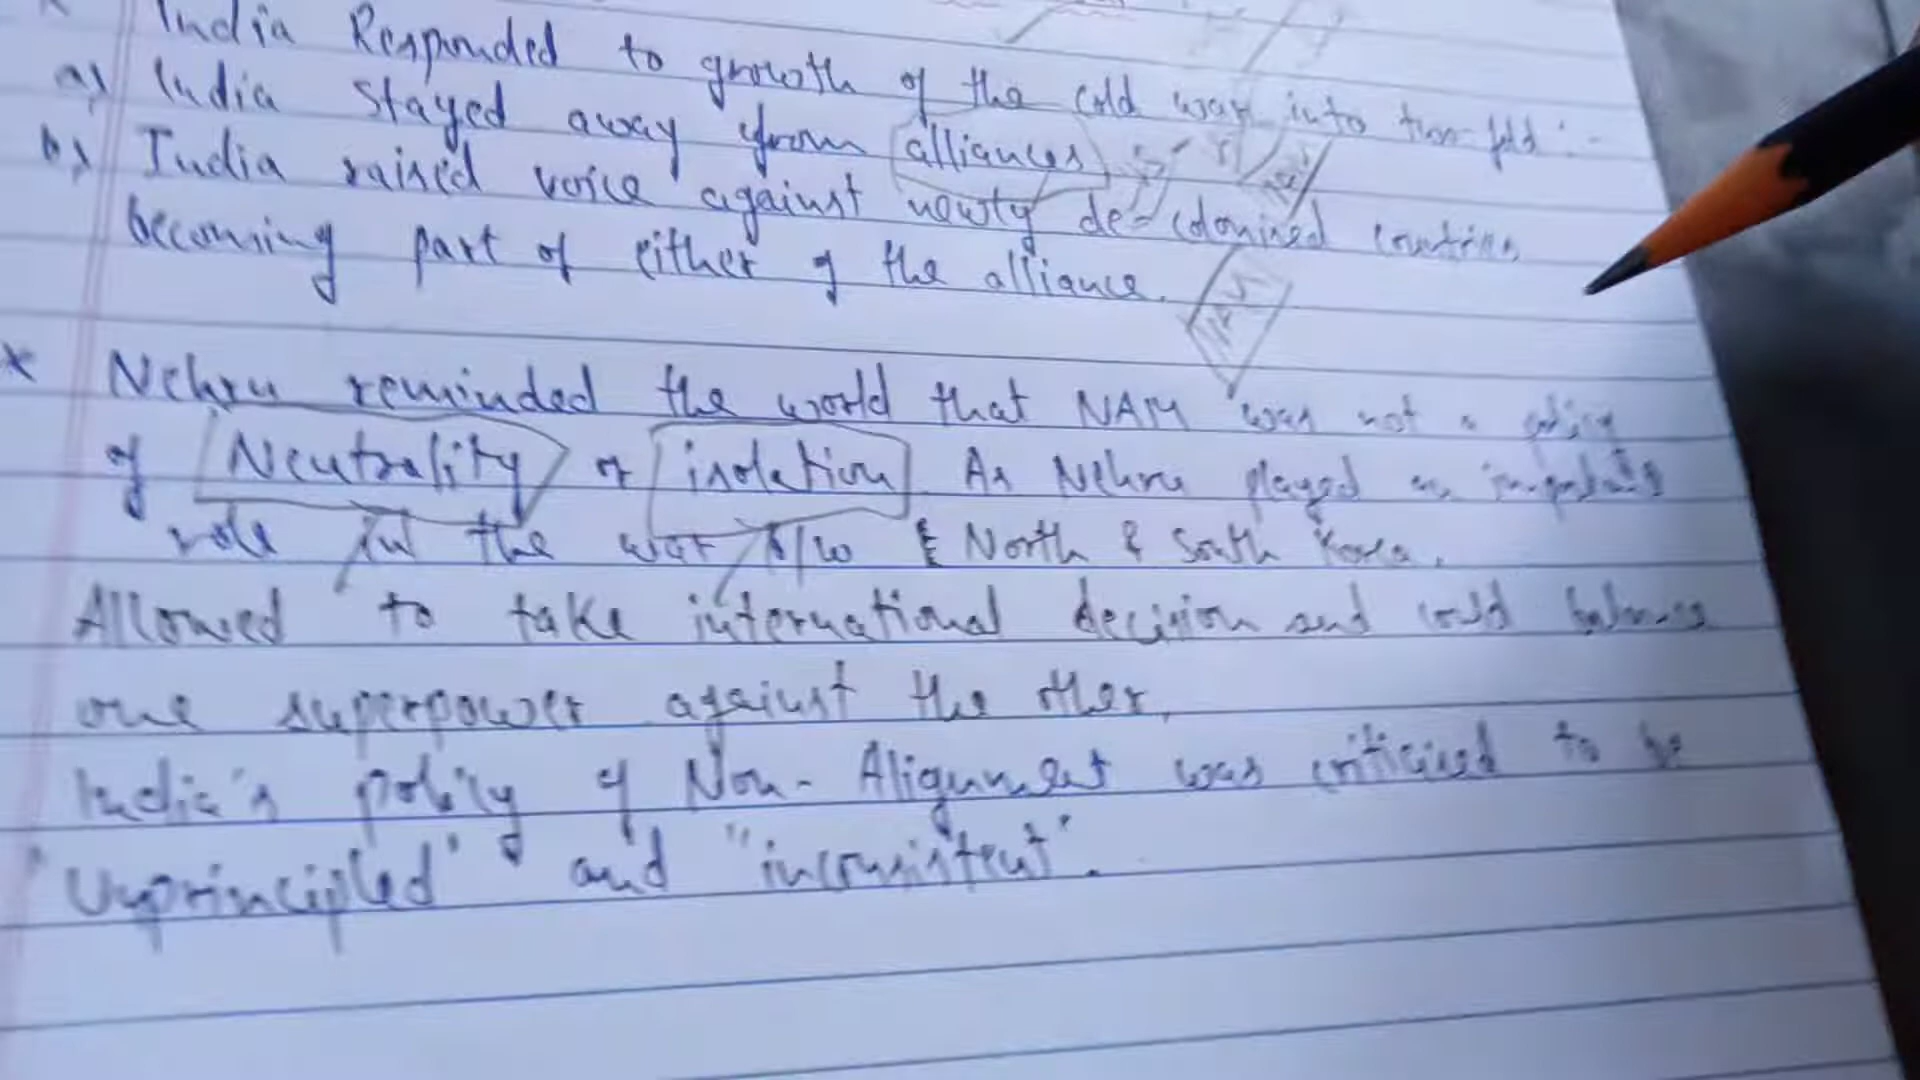 India Responded to growth of the cold war into two-fold:-
a) India stayed away from alliances
b) India raised voice against newly de-colonised countries
becoming part of either of the alliance.
* Nehru reminded the world that NAM was not a policy
of Neutrality or isolation. As Nehru played an important
role in the war b/w North & South Korea.
Allowed to take international decision and could balance
one superpower against the other.
India's policy of Non-Alignment was criticised to be
"Unprincipled" and "inconsistent".